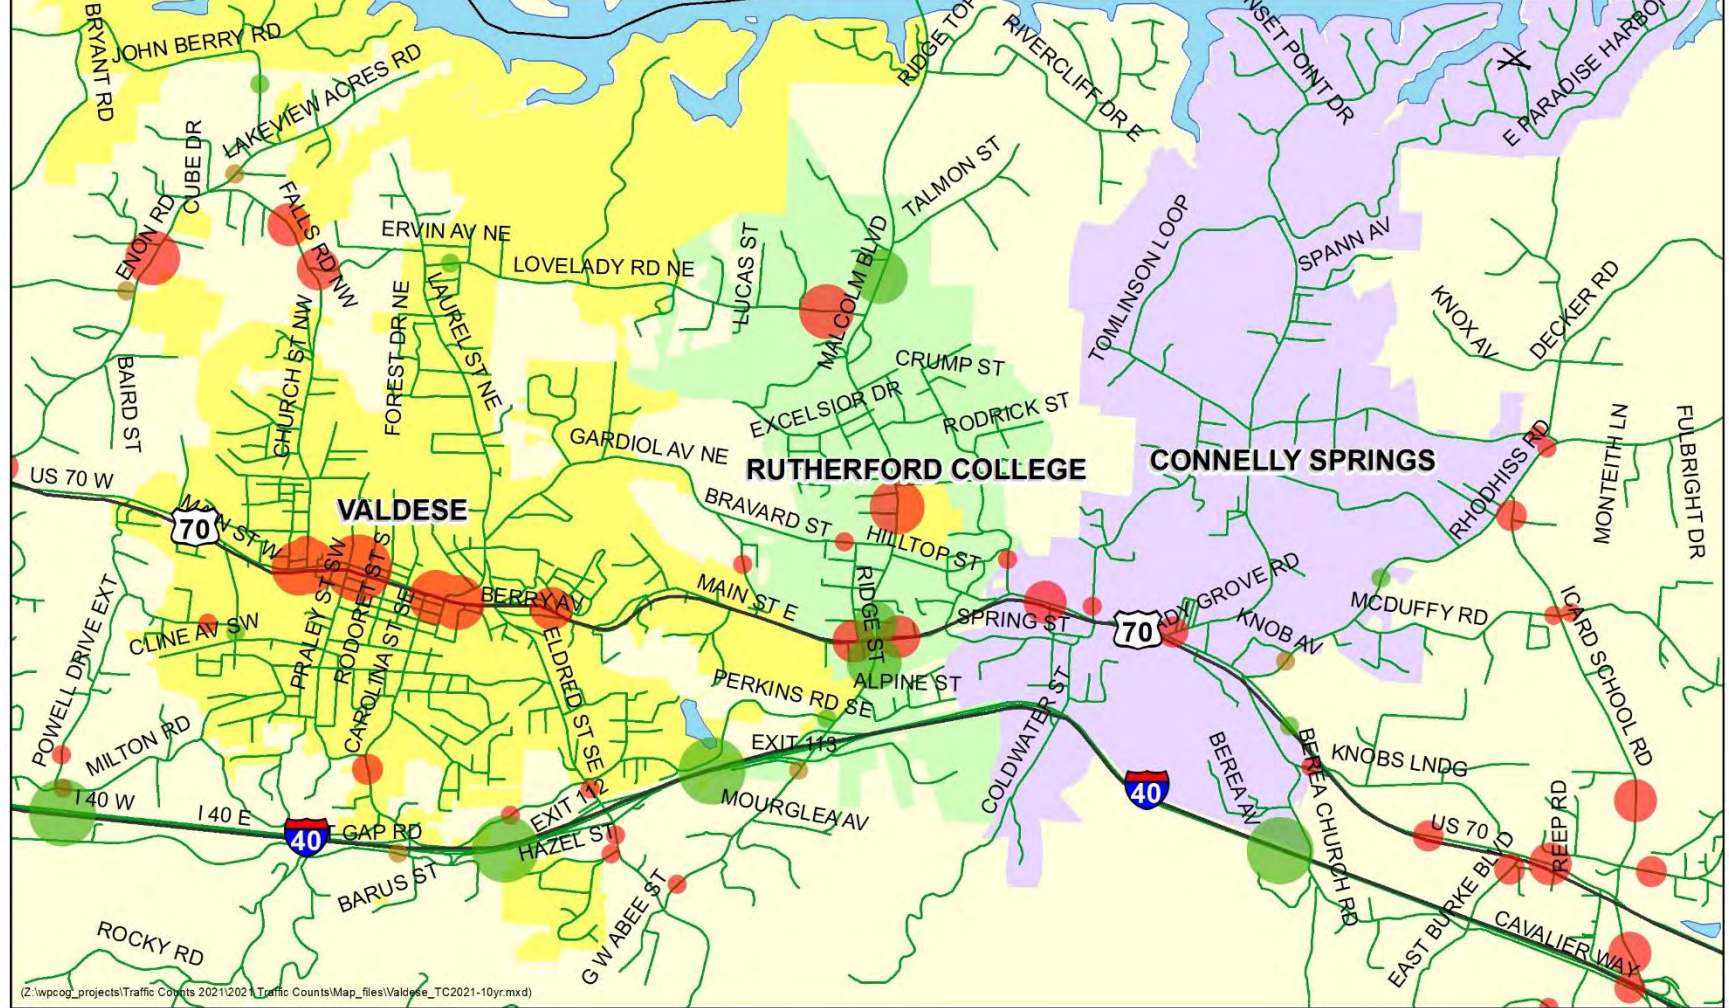 BRYANT RD
JOHN BERRY RD
LAKEVIEW ACRES RD
CUBE DR
ENON RD
FALLS RD NW
ERVIN AV NE
LOVELADY RD NE
LUCAS ST
MALCOLM BLVD
TALMON ST
RIDGE TOP
RIVERCLIFF DR E
NSET POINT DR
E PARADISE HARBOR
TOMLINSON LOOP
SPANN AV
KNOX AV
DECKER RD
BAIRD ST
CHURCH ST NW
FOREST DR NE
LAUREL ST NE
CRUMP ST
EXCELSIOR DR
RODRICK ST
GARDIOL AV NE
RUTHERFORD COLLEGE
CONNELLY SPRINGS
RHODHISS RD
MONTEITH LN
FULBRIGHT DR
US 70 W
MAIN ST W
70
VALDESE
BRAVARD ST
HILLTOP ST
PRALEY ST SW
RODORET ST S
CAROLINA ST SE
BERRY AV
MAIN ST E
RIDGE ST
SPRING ST
70
DY GROVE RD
KNOB AV
MCDUFFY RD
ICARD SCHOOL RD
CLINE AV SW
POWELL DRIVE EXT
MILTON RD
ELDRED ST SE
PERKINS RD SE
ALPINE ST
COLDWATER ST
EXIT 113
BEREA AV
BEREA CHURCH RD
KNOBS LNDG
I 40 W
I 40 E
40
GAP RD
EXIT 112
HAZEL ST
MOURGLEA AV
40
US 70
REEP RD
EAST BURKE BLVD
CAVALIER WAY
BARUS ST
G W ABEE ST
ROCKY RD
(Z:\wpcog_projects\Traffic Counts 2021\2021 Traffic Counts\Map_files\Valdese_TC2021-10yr.mxd)